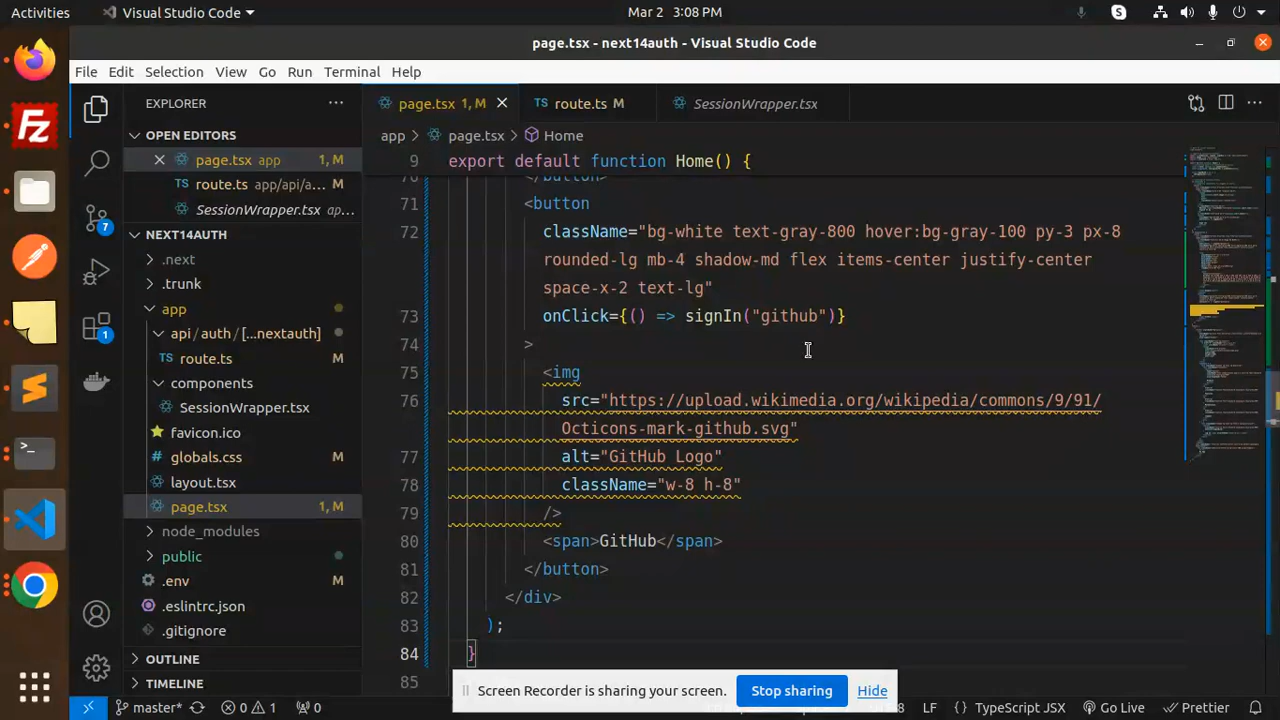 Activities
Visual Studio Code
Mar 2 3:08 PM
page.tsx - next14auth - Visual Studio Code
File Edit Selection View Go Run Terminal Help
EXPLORER
page.tsx 1, M
route.ts M
SessionWrapper.tsx
OPEN EDITORS
app > page.tsx > Home
page.tsx app 1, M
route.ts app/api/a... M
SessionWrapper.tsx ap...
NEXT14AUTH
.next
.trunk
app
api / auth / [...nextauth]
route.ts M
components
SessionWrapper.tsx
favicon.ico
globals.css
layout.tsx
page.tsx 1, M
node_modules
public
.env M
.eslintrc.json
.gitignore
OUTLINE
TIMELINE
7
1
9 export default function Home() {
</button>
71 <button
72 className="bg-white text-gray-800 hover:bg-gray-100 py-3 px-8
rounded-lg mb-4 shadow-md flex items-center justify-center
space-x-2 text-lg"
73 onClick={() => signIn("github")}
74 >
75 <img
76 src="https://upload.wikimedia.org/wikipedia/commons/9/91/
Octicons-mark-github.svg"
77 alt="GitHub Logo"
78 className="w-8 h-8"
79 />
80 <span>GitHub</span>
81 </button>
82 </div>
83 );
84 }
85
Screen Recorder is sharing your screen.
Stop sharing
Hide
0 1 0
LF
{ } TypeScript JSX
Go Live
Prettier